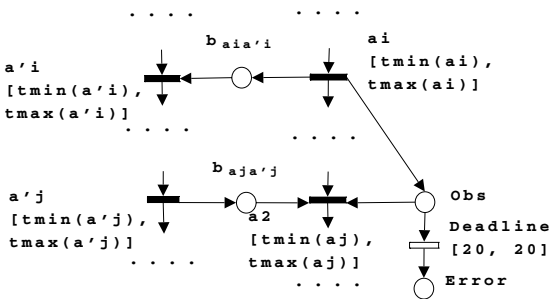 . . . .
. . . .
b aia'i
ai
[tmin(ai),
tmax(ai)]
a'i
[tmin(a'i),
tmax(a'i)]
. . . .
. . . .
b aja'j
a'j
[tmin(a'j),
tmax(a'j)]
a2
[tmin(aj),
tmax(aj)]
Obs
Deadline
[20, 20]
Error
. . . .
. . . .